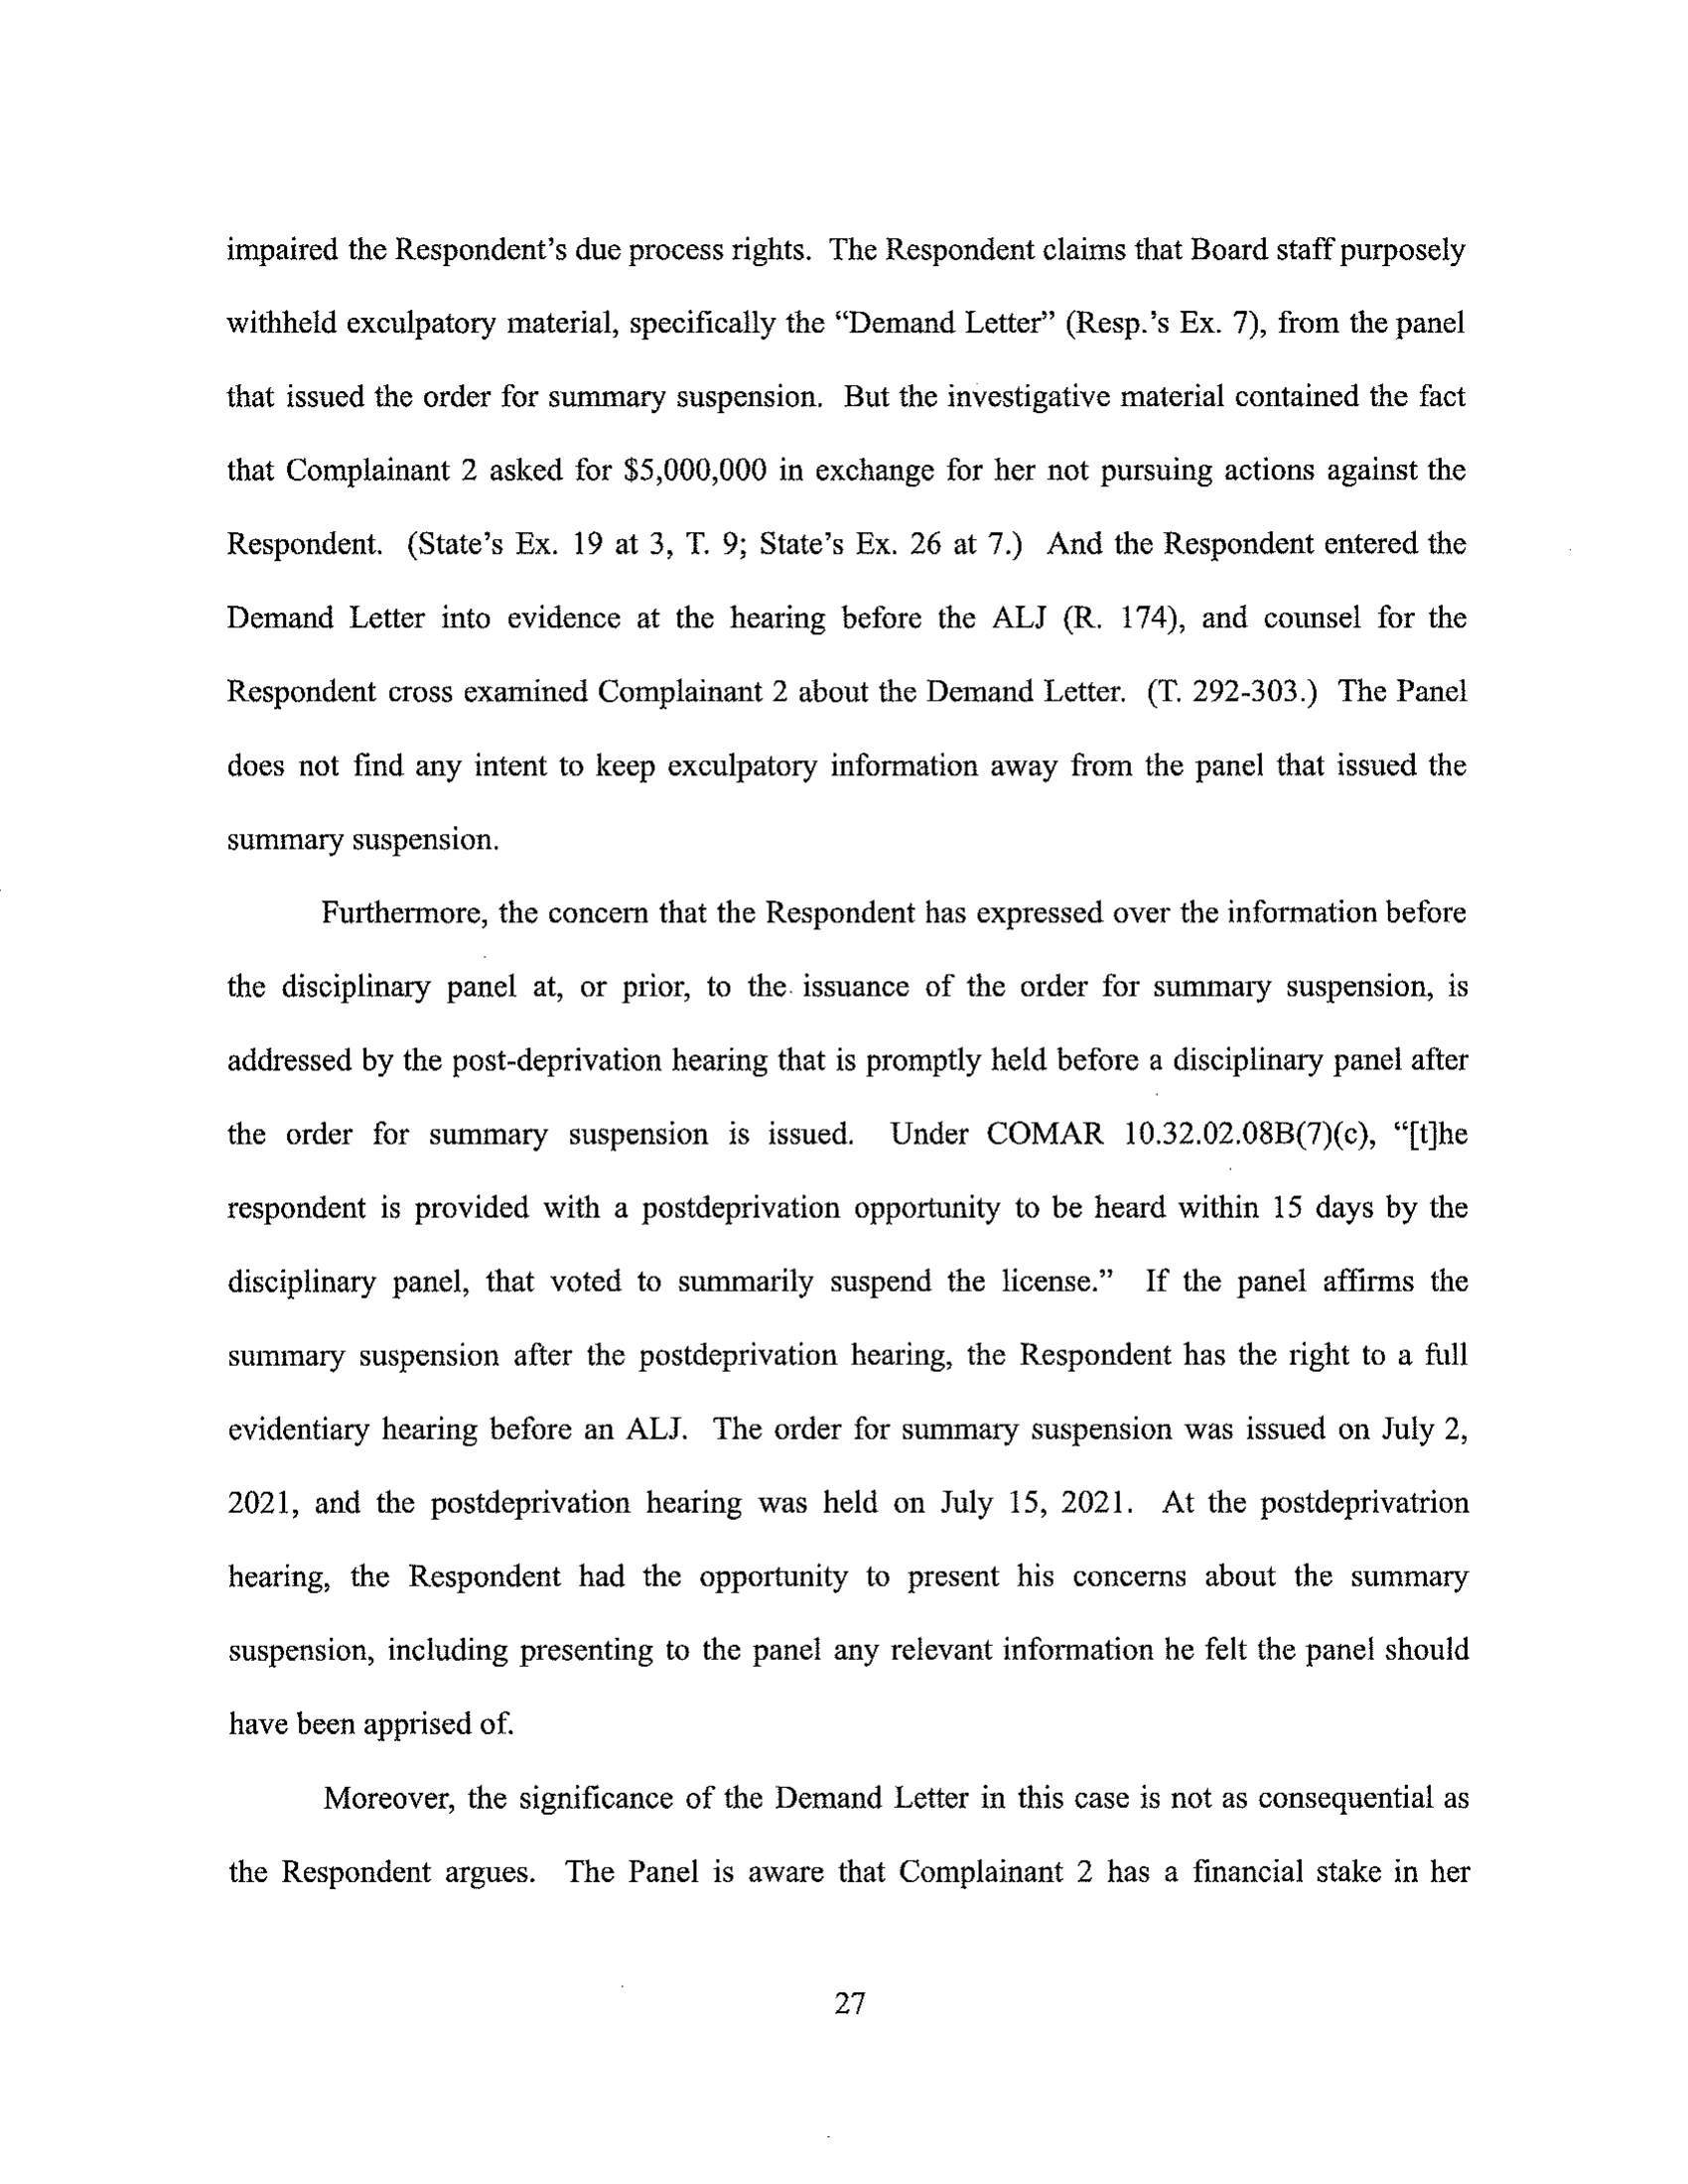 impaired the Respondent's due process rights. The Respondent claims that Board staff purposely
withheld exculpatory material, specifically the “Demand Letter” (Resp.'s Ex. 7), from the panel
that issued the order for summary suspension. But the investigative material contained the fact
that Complainant 2 asked for $5,000,000 in exchange for her not pursuing actions against the
Respondent. (State's Ex. 19 at 3, T. 9; State's Ex. 26 at 7.) And the Respondent entered the
Demand Letter into evidence at the hearing before the ALJ (R. 174), and counsel for the
Respondent cross examined Complainant 2 about the Demand Letter. (T. 292-303.) The Panel
does not find any intent to keep exculpatory information away from the panel that issued the
summary suspension.
Furthermore, the concern that the Respondent has expressed over the information before
the disciplinary panel at, or prior, to the issuance of the order for summary suspension, is
addressed by the post-deprivation hearing that is promptly held before a disciplinary panel after
the order for summary suspension is issued. Under COMAR 10.32.02.08B(7)(c), “[t]he
respondent is provided with a postdeprivation opportunity to be heard within 15 days by the
disciplinary panel, that voted to summarily suspend the license.” If the panel affirms the
summary suspension after the postdeprivation hearing, the Respondent has the right to a full
evidentiary hearing before an ALJ. The order for summary suspension was issued on July 2,
2021, and the postdeprivation hearing was held on July 15, 2021. At the postdeprivatrion
hearing, the Respondent had the opportunity to present his concerns about the summary
suspension, including presenting to the panel any relevant information he felt the panel should
have been apprised of.
Moreover, the significance of the Demand Letter in this case is not as consequential as
the Respondent argues. The Panel is aware that Complainant 2 has a financial stake in her
27